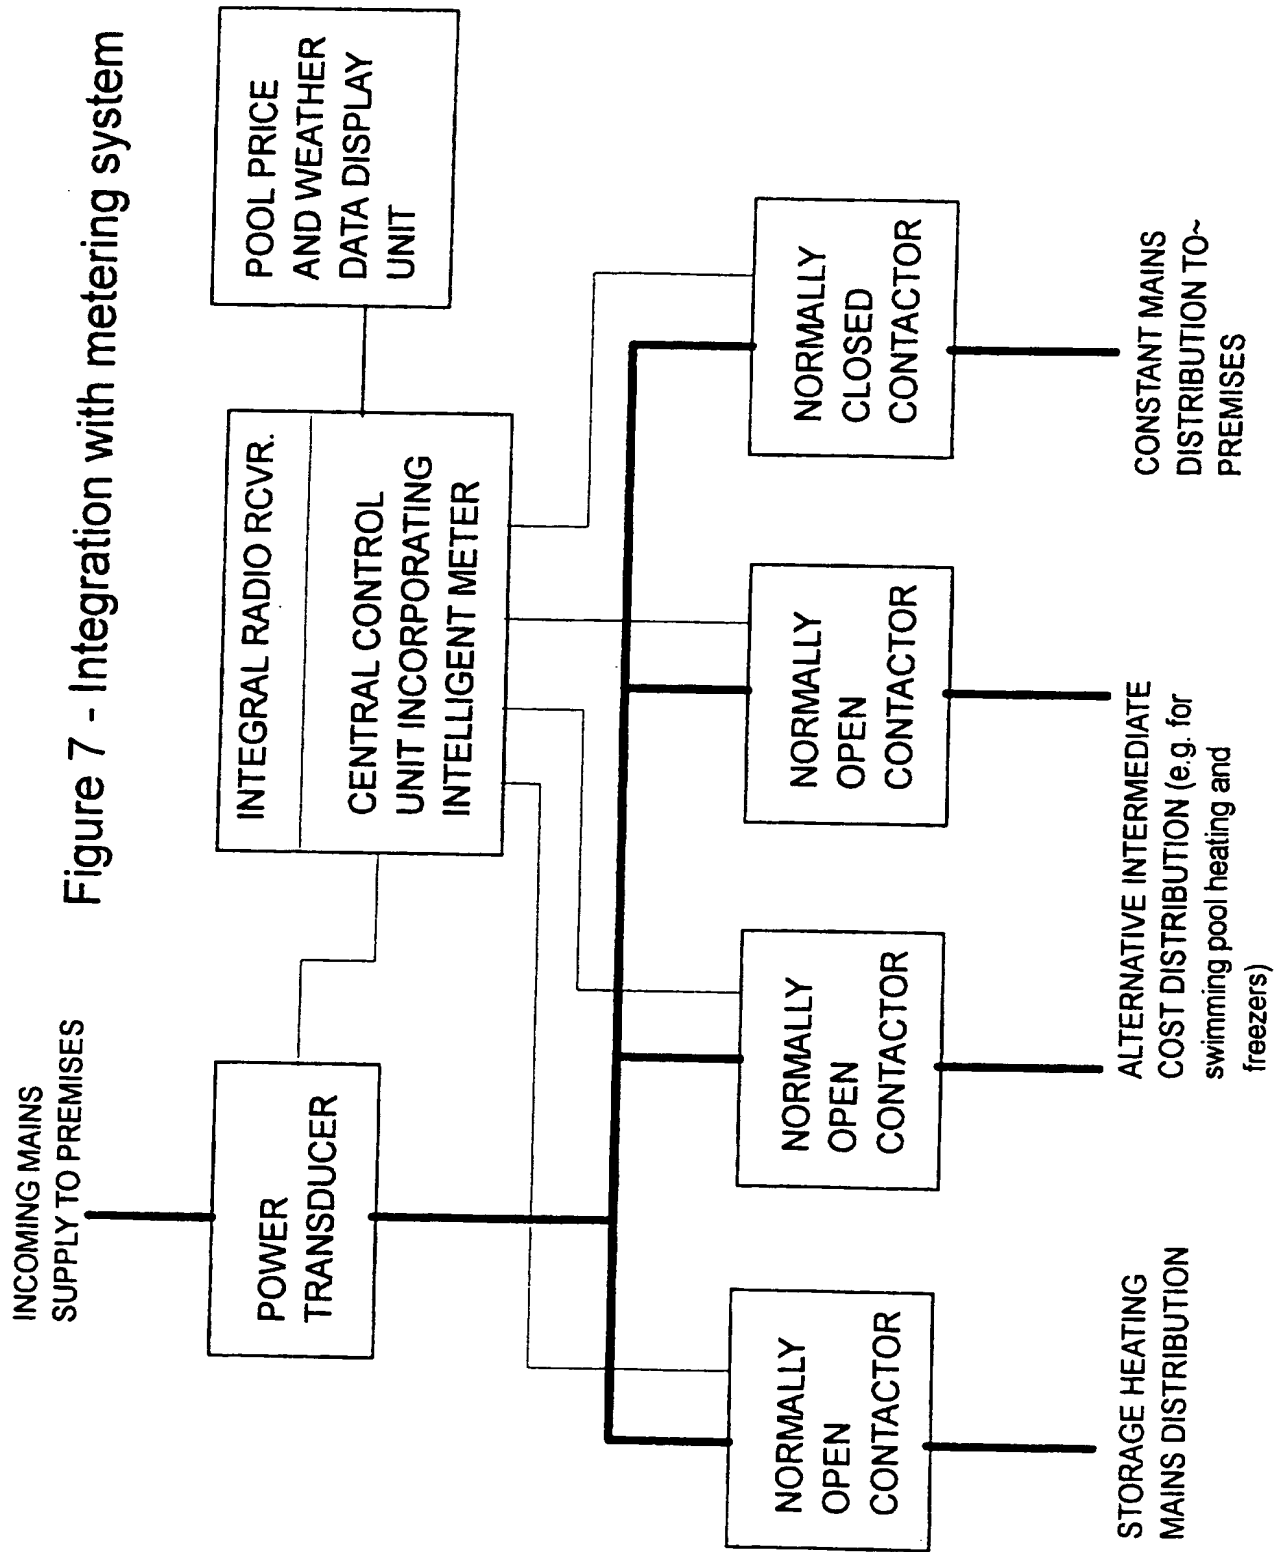 Figure 7 - Integration with metering system
INCOMING MAINS
SUPPLY TO PREMISES
POWER
TRANSDUCER
INTEGRAL RADIO RCVR.
CENTRAL CONTROL
UNIT INCORPORATING
INTELLIGENT METER
POOL PRICE
AND WEATHER
DATA DISPLAY
UNIT
NORMALLY
OPEN
CONTACTOR
NORMALLY
OPEN
CONTACTOR
NORMALLY
OPEN
CONTACTOR
NORMALLY
CLOSED
CONTACTOR
STORAGE HEATING
MAINS DISTRIBUTION
ALTERNATIVE INTERMEDIATE
COST DISTRIBUTION (e.g. for
swimming pool heating and
freezers)
CONSTANT MAINS
DISTRIBUTION TO~
PREMISES